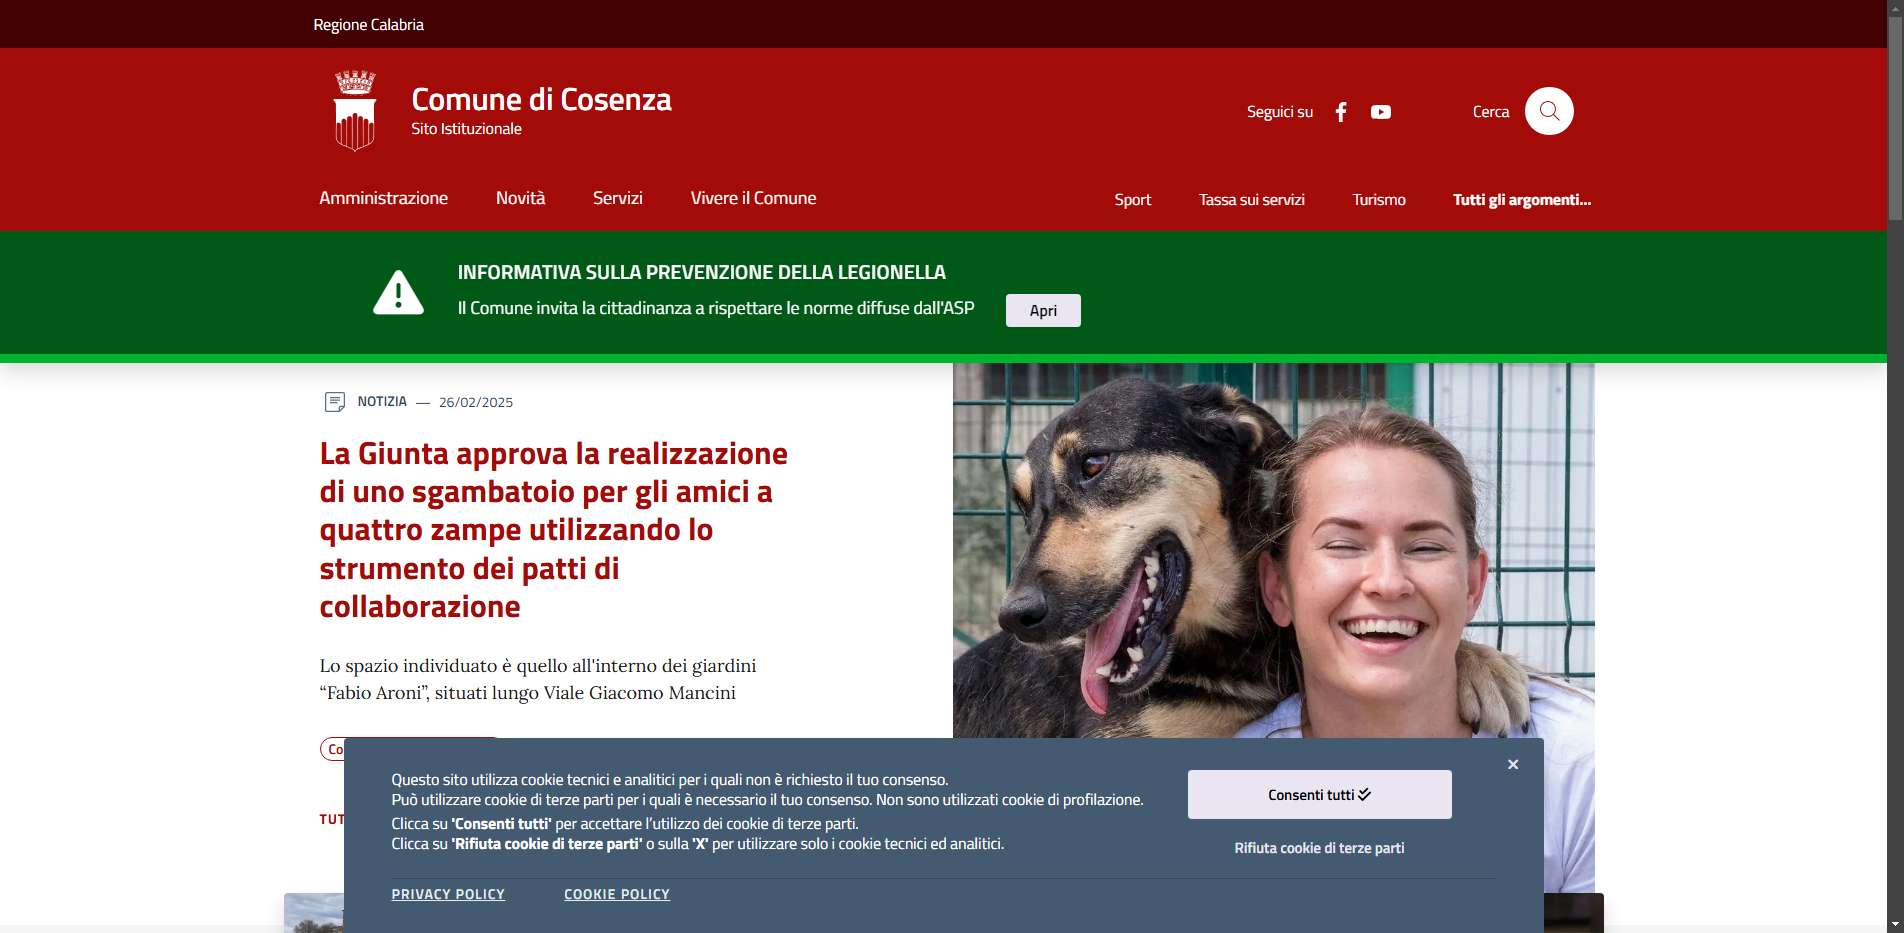 Regione Calabria
Comune di Cosenza
Sito Istituzionale
Seguici su
Cerca
Amministrazione
Novità
Servizi
Vivere il Comune
Sport
Tassa sui servizi
Turismo
Tutti gli argomenti...
INFORMATIVA SULLA PREVENZIONE DELLA LEGIONELLA
Il Comune invita la cittadinanza a rispettare le norme diffuse dall'ASP
Apri
NOTIZIA — 26/02/2025
La Giunta approva la realizzazione
di uno sgambatoio per gli amici a
quattro zampe utilizzando lo
strumento dei patti di
collaborazione
Lo spazio individuato è quello all'interno dei giardini
“Fabio Aroni”, situati lungo Viale Giacomo Mancini
Co
TUT
Questo sito utilizza cookie tecnici e analitici per i quali non è richiesto il tuo consenso.
Può utilizzare cookie di terze parti per i quali è necessario il tuo consenso. Non sono utilizzati cookie di profilazione.
Clicca su 'Consenti tutti' per accettare l’utilizzo dei cookie di terze parti.
Clicca su 'Rifiuta cookie di terze parti' o sulla 'X' per utilizzare solo i cookie tecnici ed analitici.
Consenti tutti
Rifiuta cookie di terze parti
PRIVACY POLICY
COOKIE POLICY